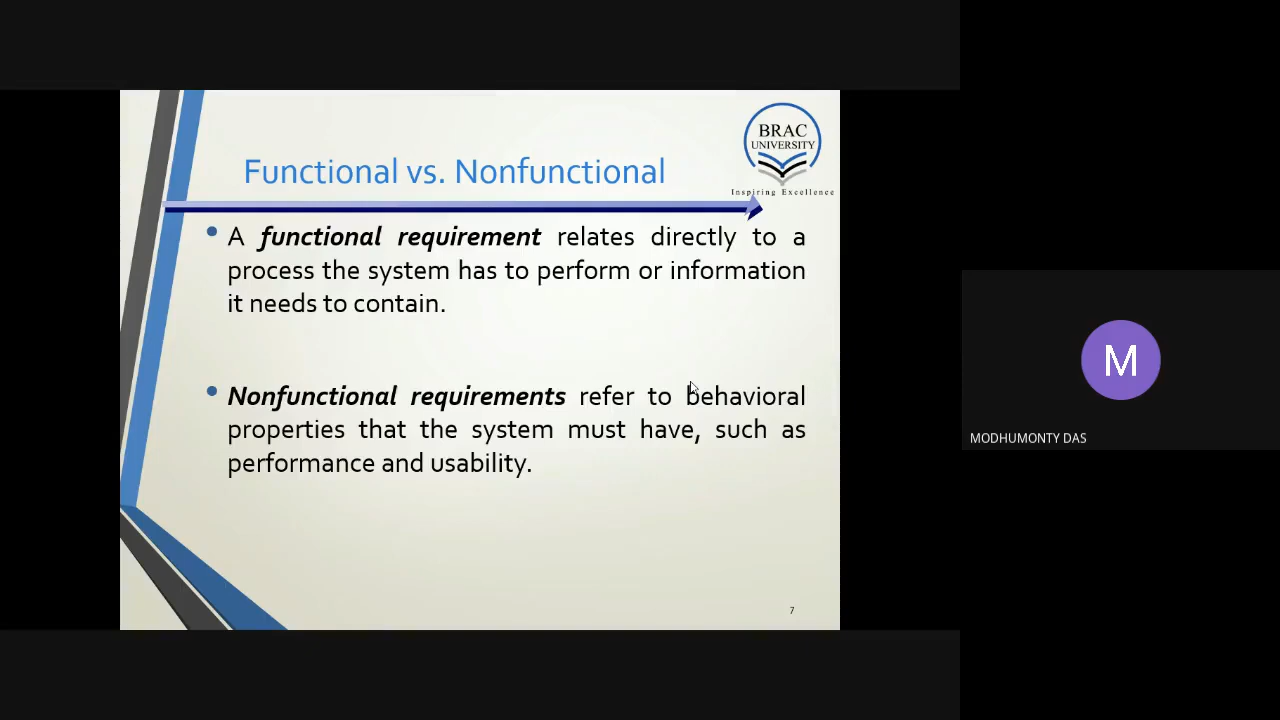 BRAC
UNIVERSITY
Inspiring Excellence
Functional vs. Nonfunctional
• A functional requirement relates directly to a
process the system has to perform or information
it needs to contain.
• Nonfunctional requirements refer to behavioral
properties that the system must have, such as
performance and usability.
7
M
MODHUMONTY DAS